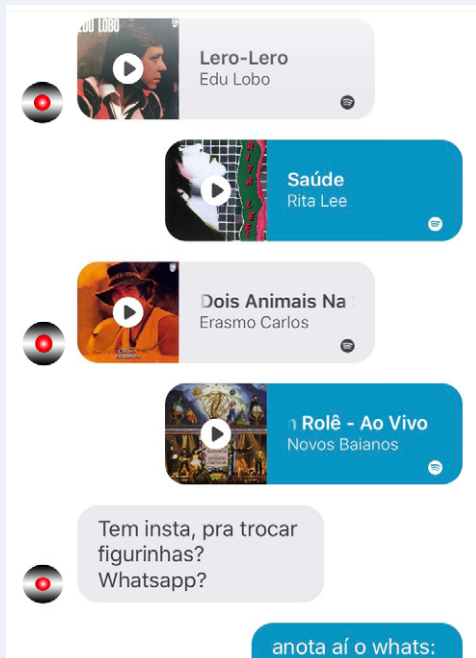 EDU LOBO
Lero-Lero
Edu Lobo
RITA LEE
Saúde
Rita Lee
Dois Animais Na
Erasmo Carlos
Rolê - Ao Vivo
Novos Baianos
Tem insta, pra trocar
figurinhas?
Whatsapp?
anota aí o whats: